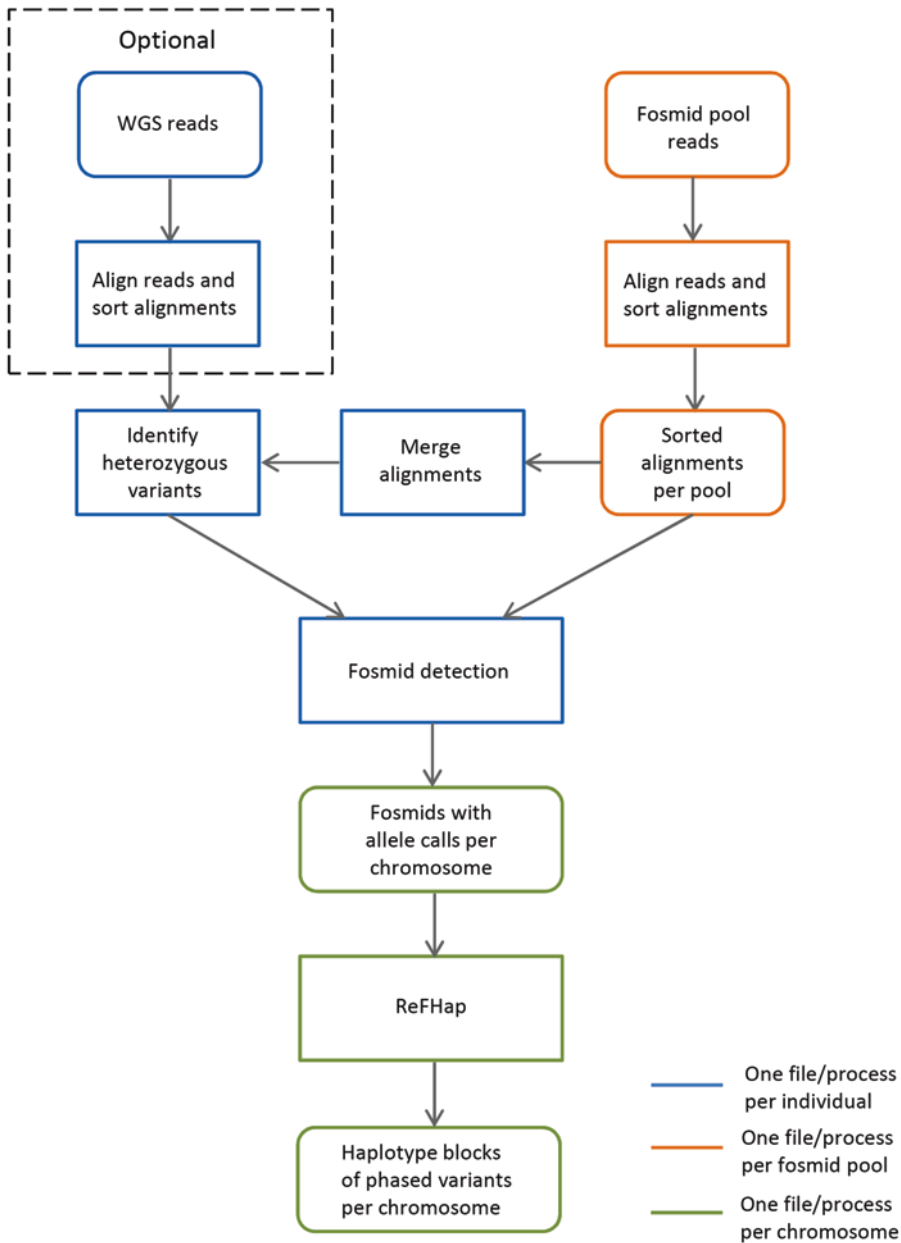 Optional
WGS reads
Fosmid pool
reads
Align reads and
sort alignments
Align reads and
sort alignments
Identify
heterozygous
variants
Merge
alignments
Sorted
alignments
per pool
Fosmid detection
Fosmids with
allele calls per
chromosome
ReFHap
Haplotype blocks
of phased variants
per chromosome
One file/process
per individual
One file/process
per fosmid pool
One file/process
per chromosome